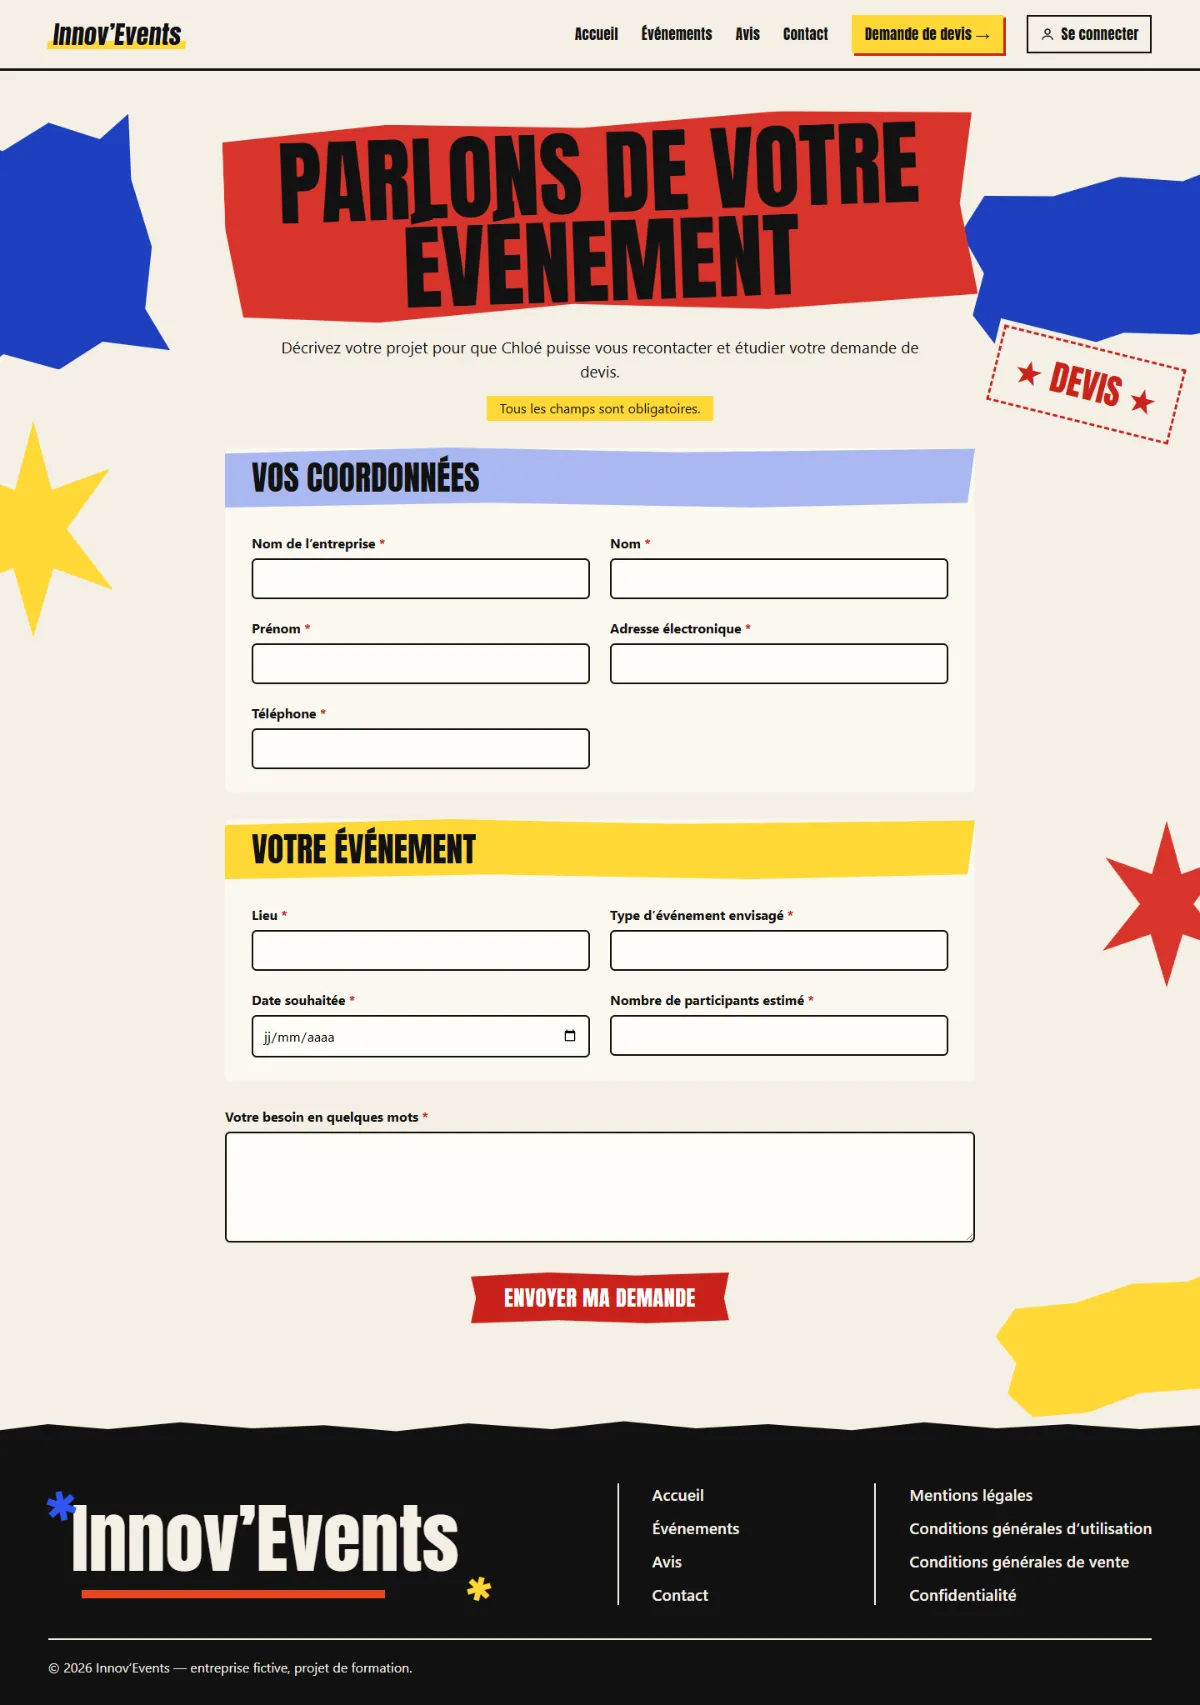 Innov’Events
Accueil
Événements
Avis
Contact
Demande de devis →
Se connecter
PARLONS DE VOTRE
ÉVÉNEMENT
Décrivez votre projet pour que Chloé puisse vous recontacter et étudier votre demande de
devis.
Tous les champs sont obligatoires.
★ DEVIS ★
VOS COORDONNÉES
Nom de l’entreprise *
Nom *
Prénom *
Adresse électronique *
Téléphone *
VOTRE ÉVÉNEMENT
Lieu *
Type d’événement envisagé *
Date souhaitée *
Nombre de participants estimé *
jj/mm/aaaa
Votre besoin en quelques mots *
ENVOYER MA DEMANDE
Innov’Events
Accueil
Événements
Avis
Contact
Mentions légales
Conditions générales d’utilisation
Conditions générales de vente
Confidentialité
© 2026 Innov’Events — entreprise fictive, projet de formation.